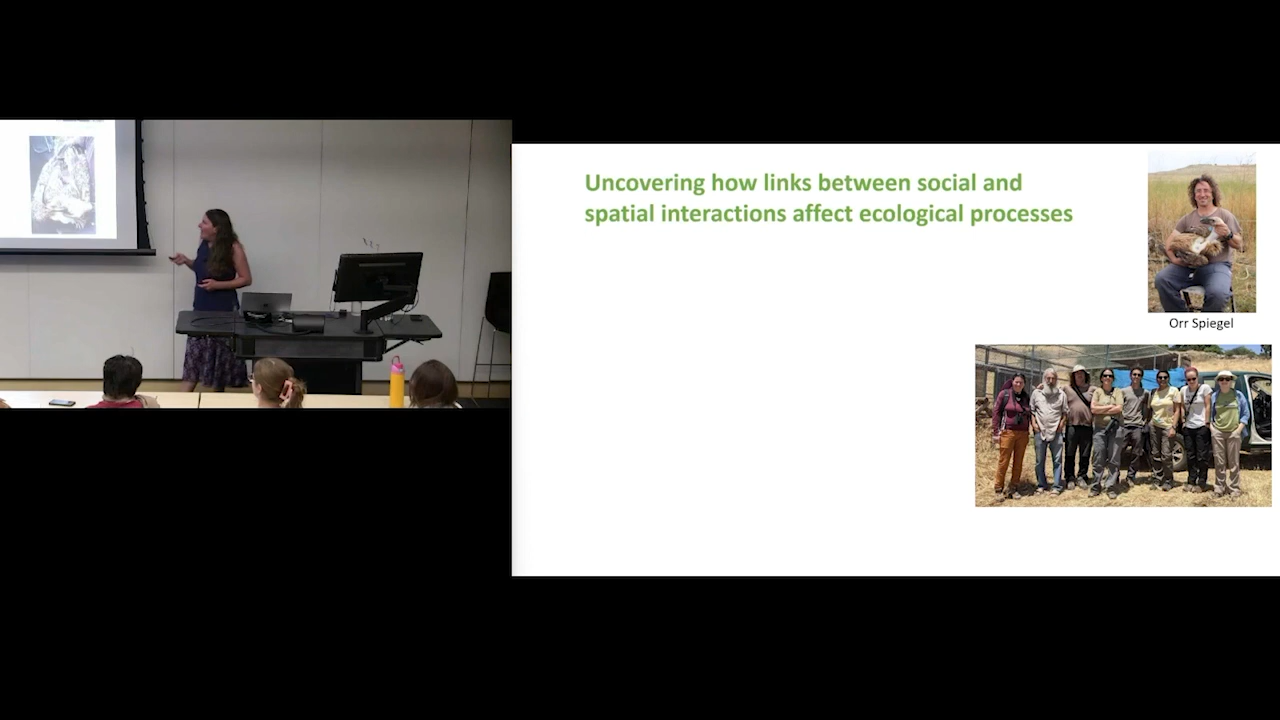 Uncovering how links between social and
spatial interactions affect ecological processes
Orr Spiegel